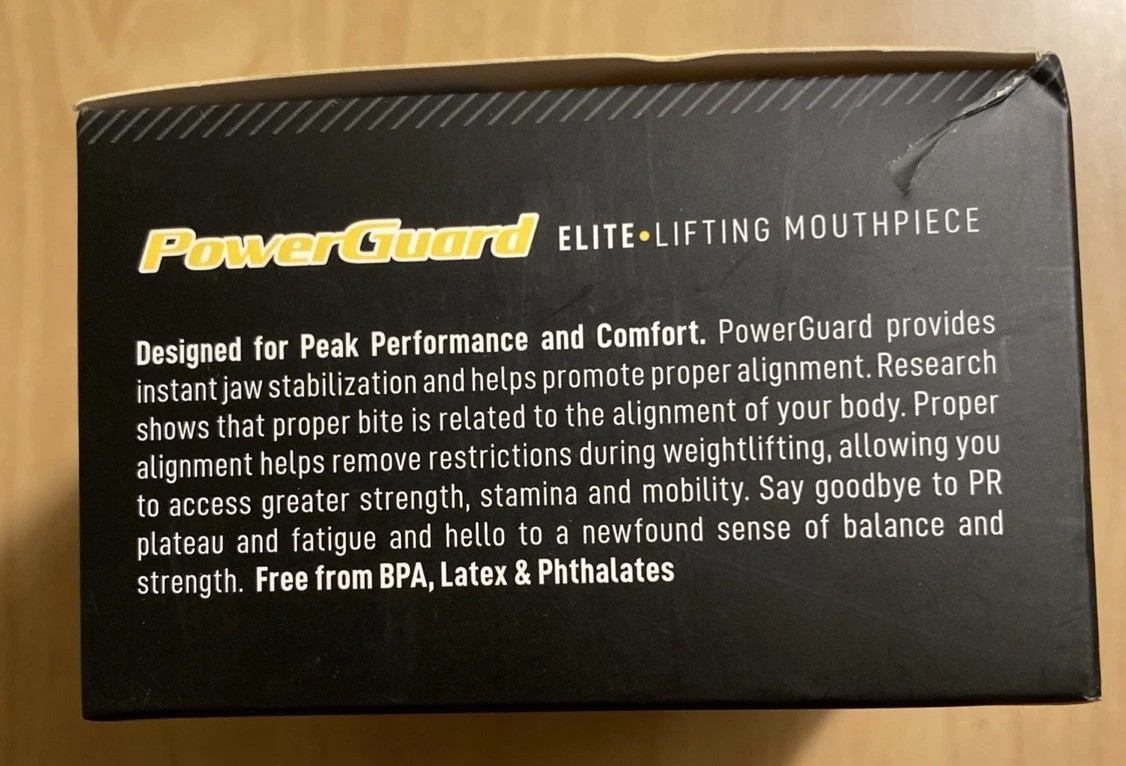 PowerGuard ELITE•LIFTING MOUTHPIECE
Designed for Peak Performance and Comfort. PowerGuard provides
instant jaw stabilization and helps promote proper alignment. Research
shows that proper bite is related to the alignment of your body. Proper
alignment helps remove restrictions during weightlifting, allowing you
to access greater strength, stamina and mobility. Say goodbye to PR
plateau and fatigue and hello to a newfound sense of balance and
strength. Free from BPA, Latex & Phthalates